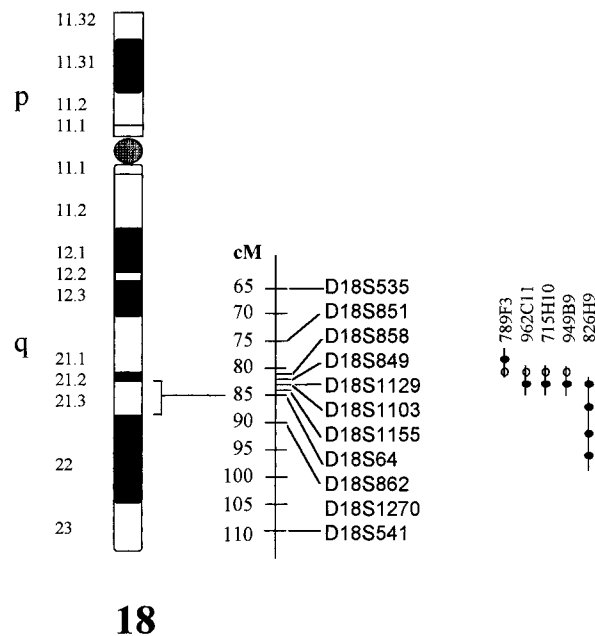 p
11.32
11.31
11.2
11.1
q
11.1
11.2
12.1
12.2
12.3
21.1
21.2
21.3
22
23
18
cM
65
70
75
80
85
90
95
100
105
110
D18S535
D18S851
D18S858
D18S849
D18S1129
D18S1103
D18S1155
D18S64
D18S862
D18S1270
D18S541
789F3
962C11
715H10
949B9
826H9